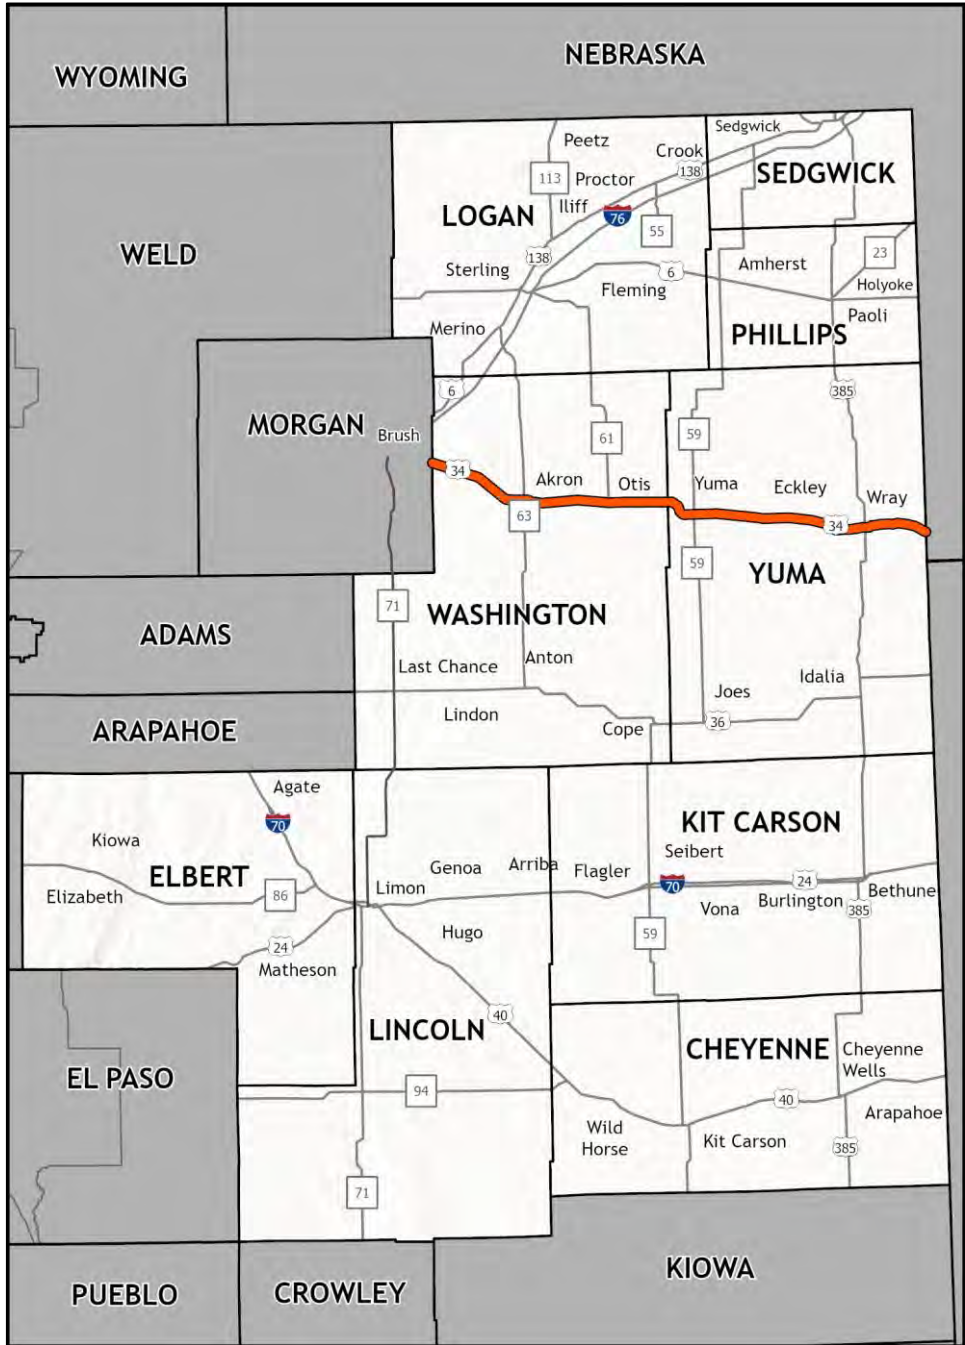 NEBRASKA
WYOMING
Sedgwick
Peetz
Crook
138
SEDGWICK
113
Proctor
Iliff
LOGAN
76
55
WELD
138
23
Sterling
6
Amherst
Fleming
Holyoke
Paoli
Merino
PHILLIPS
6
385
MORGAN
Brush
61
59
34
Akron
Otis
Yuma
Eckley
Wray
63
34
59
YUMA
71
WASHINGTON
ADAMS
Last Chance
Anton
Idalia
Joes
Lindon
Cope
36
ARAPAHOE
Agate
70
Kiowa
KIT CARSON
Seibert
Genoa
Arriba
Flagler
ELBERT
70
24
Elizabeth
86
Limon
Bethune
Vona
Burlington
385
Hugo
59
24
Matheson
40
LINCOLN
CHEYENNE
Cheyenne
Wells
EL PASO
94
40
Arapahoe
Wild
Horse
Kit Carson
385
71
KIOWA
PUEBLO
CROWLEY